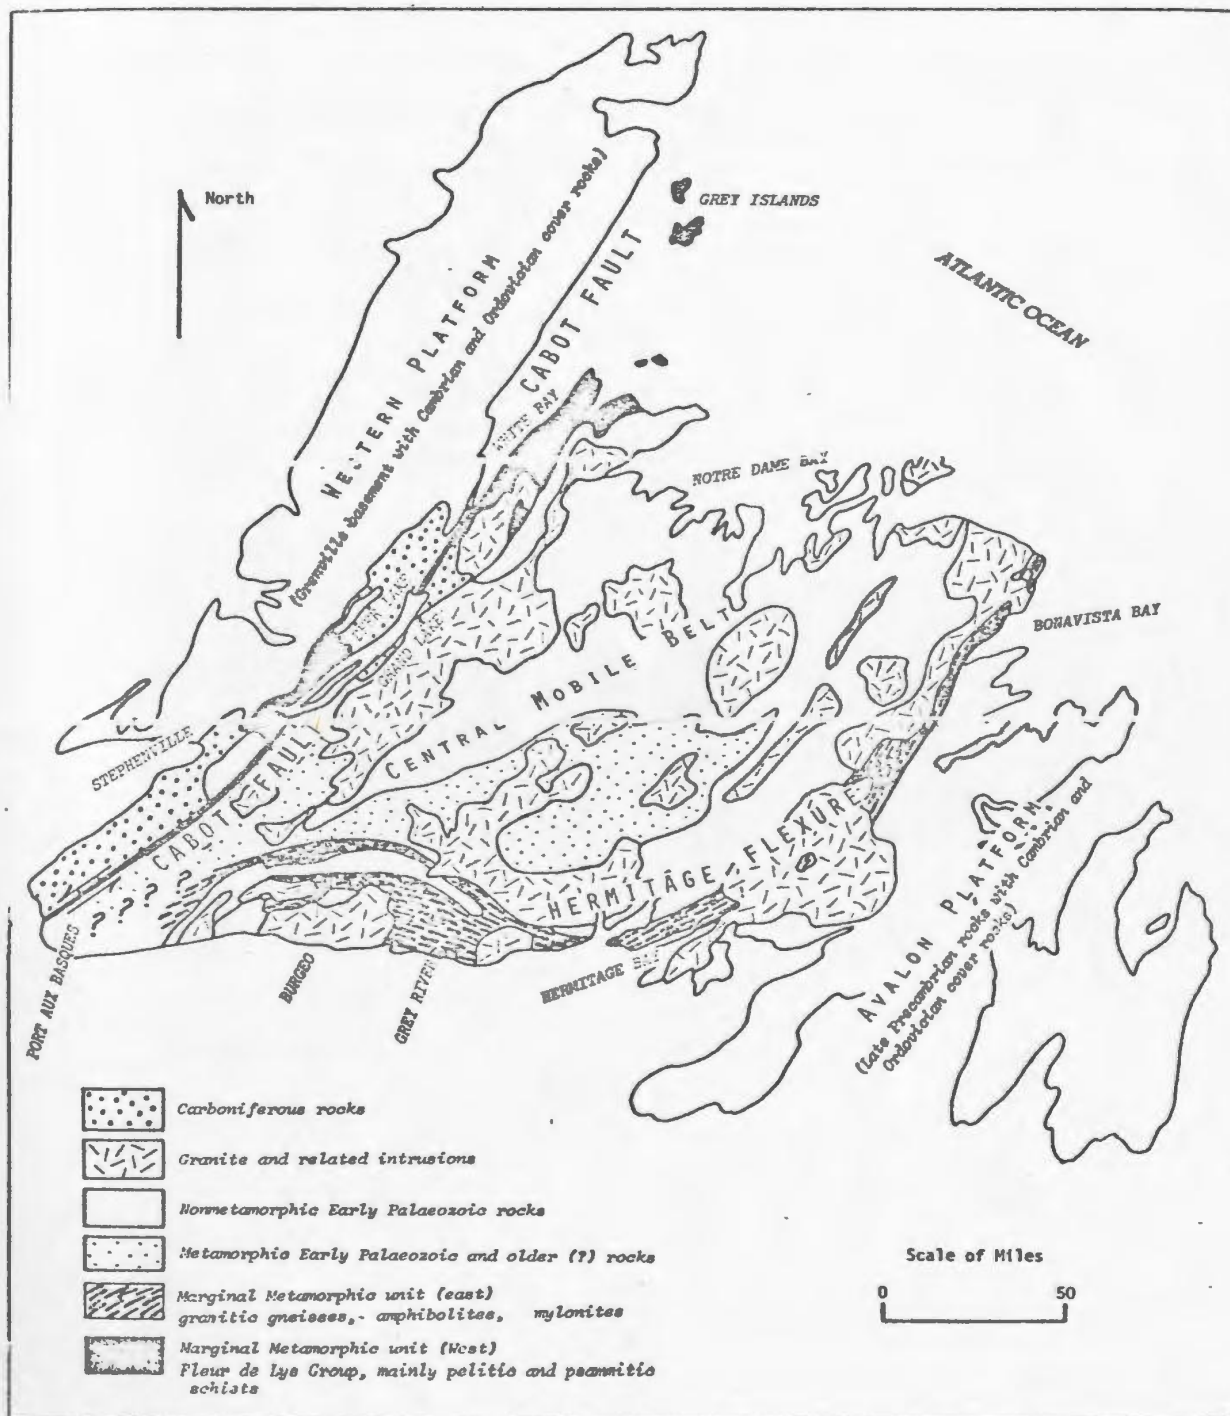 North
GREY ISLANDS
ATLANTIC OCEAN
WESTERN PLATFORM
(Grenville basement with Cambrian and Ordovician cover rocks)
CABOT FAULT
WHITE BAY
NOTRE DAME BAY
DEER LAKE
GRAND LAKE
BONAVISTA BAY
CENTRAL MOBILE BELT
STEPHENVILLE
CABOT FAUL
? ? ? ?
HERMITAGE FLEXURE
AVALON PLATFORM
(Late Precambrian rocks with Cambrian and
Ordovician cover rocks)
PORT AUX BASQUES
BURGEO
GREY RIVER
HERMITAGE BAY
Carboniferous rocks
Granite and related intrusions
Nonmetamorphic Early Palaeozoic rocks
Metamorphic Early Palaeozoic and older (?) rocks
Marginal Metamorphic unit (east)
granitic gneisses, - amphibolites, mylonites
Marginal Metamorphic unit (West)
Fleur de Lys Group, mainly pelitic and psammitic
schists
Scale of Miles
0 50